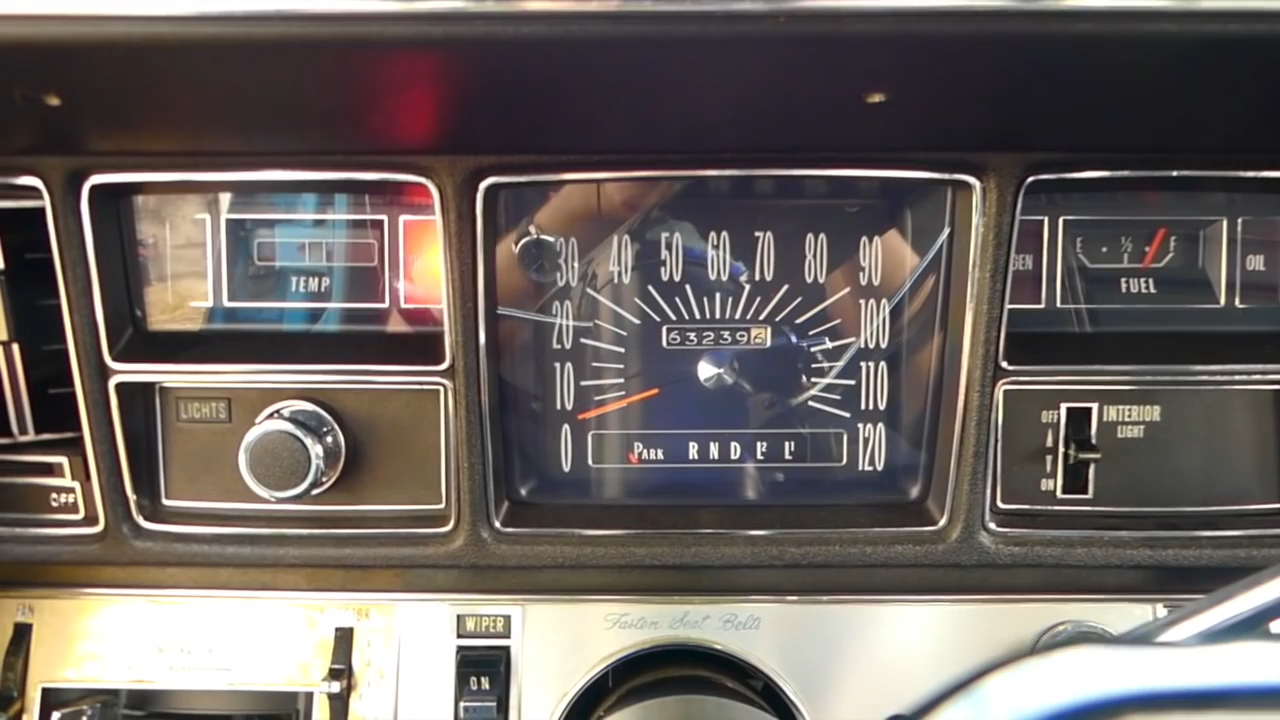 30 40 50 60 70 80 90
20 100
632396
10 110
0 120
PARK R N D L2 L1
TEMP
E ½ F
FUEL
GEN
OIL
LIGHTS
OFF
INTERIOR
LIGHT
ON
OFF
FAN
WIPER
ON
Fasten Seat Belts